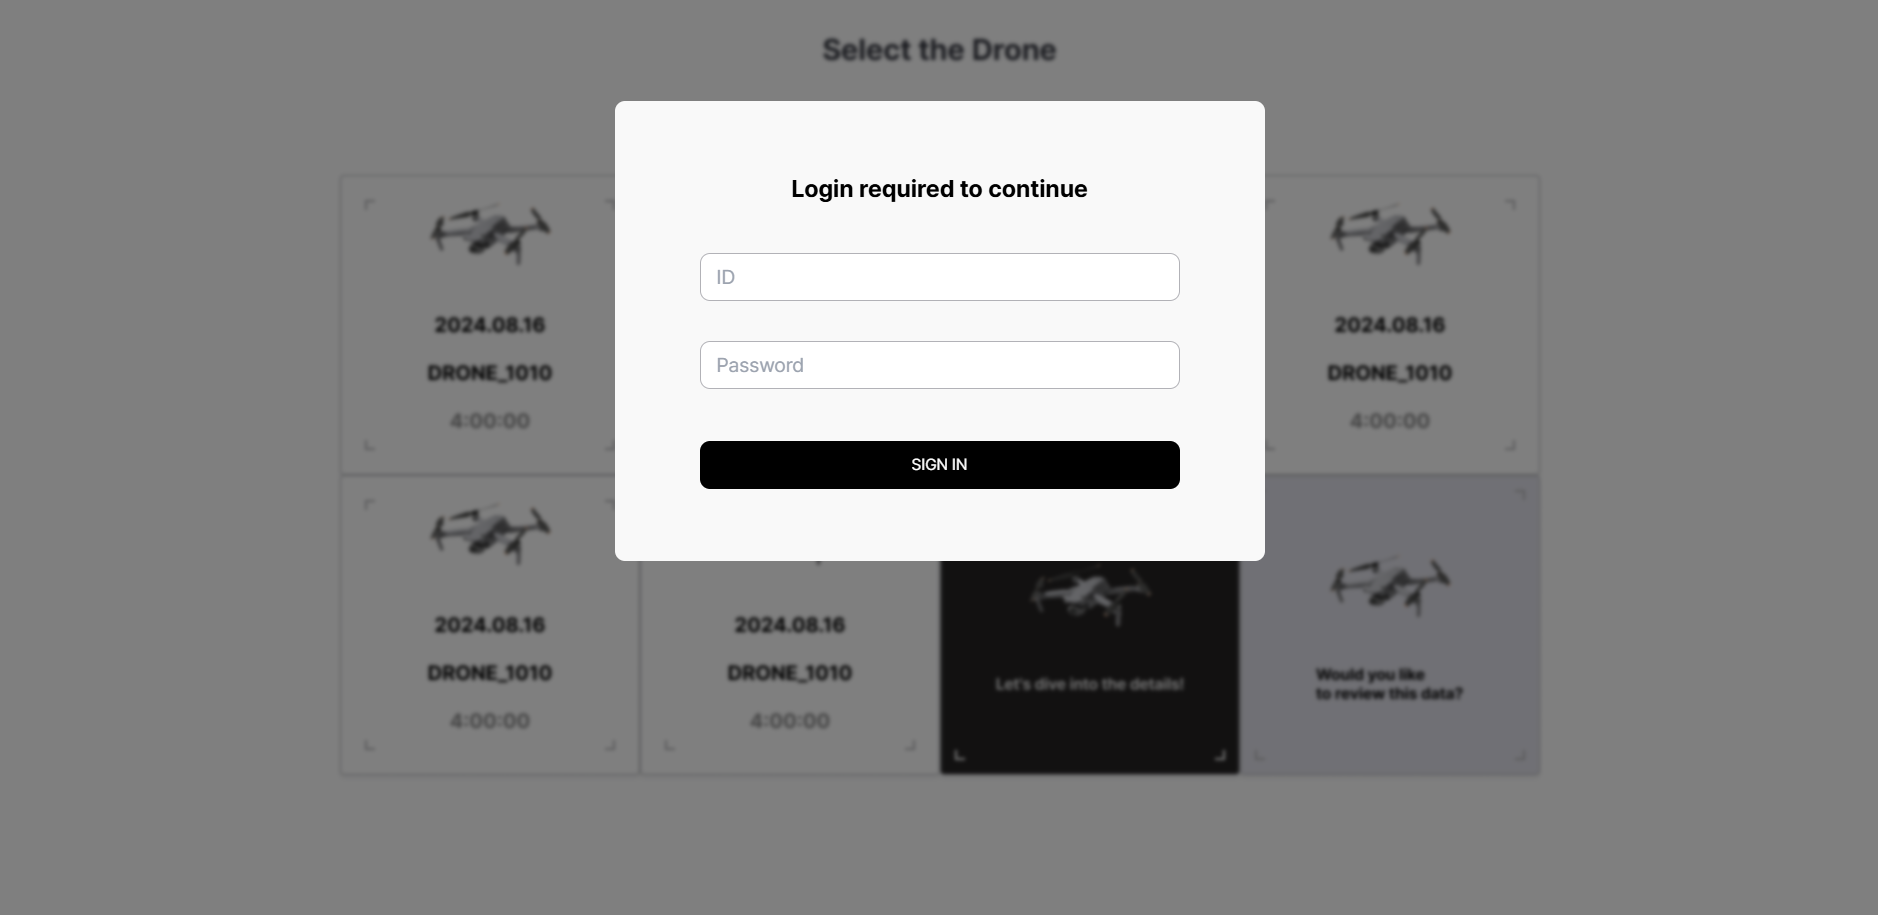 Select the Drone
Login required to continue
ID
Password
SIGN IN
2024.08.16
DRONE_1010
4:00:00
2024.08.16
DRONE_1010
4:00:00
2024.08.16
DRONE_1010
4:00:00
2024.08.16
DRONE_1010
4:00:00
Let's dive into the details!
Would you like
to review this data?